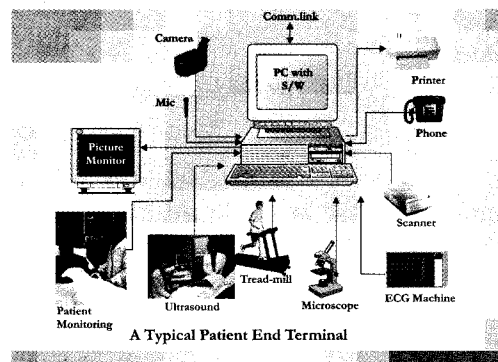 Comm.link
Camera
PC with
S/W
Printer
Mic
Phone
Picture
Monitor
Scanner
Tread-mill
Ultrasound
Microscope
ECG Machine
Patient
Monitoring
A Typical Patient End Terminal